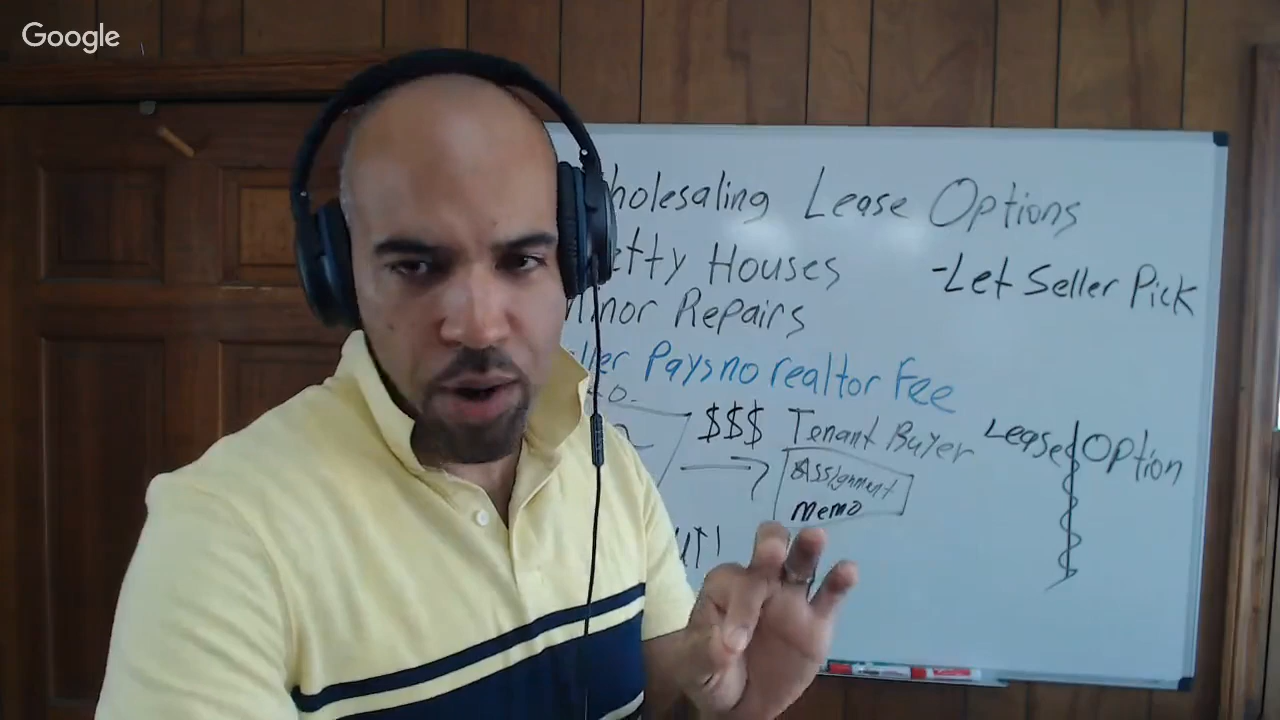 Google
holesaling Lease Options
etty Houses
-Let Seller Pick
inor Repairs
ller Pays no realtor Fee
$$$ Tenant Buyer
Lease Option
Assignment
memo